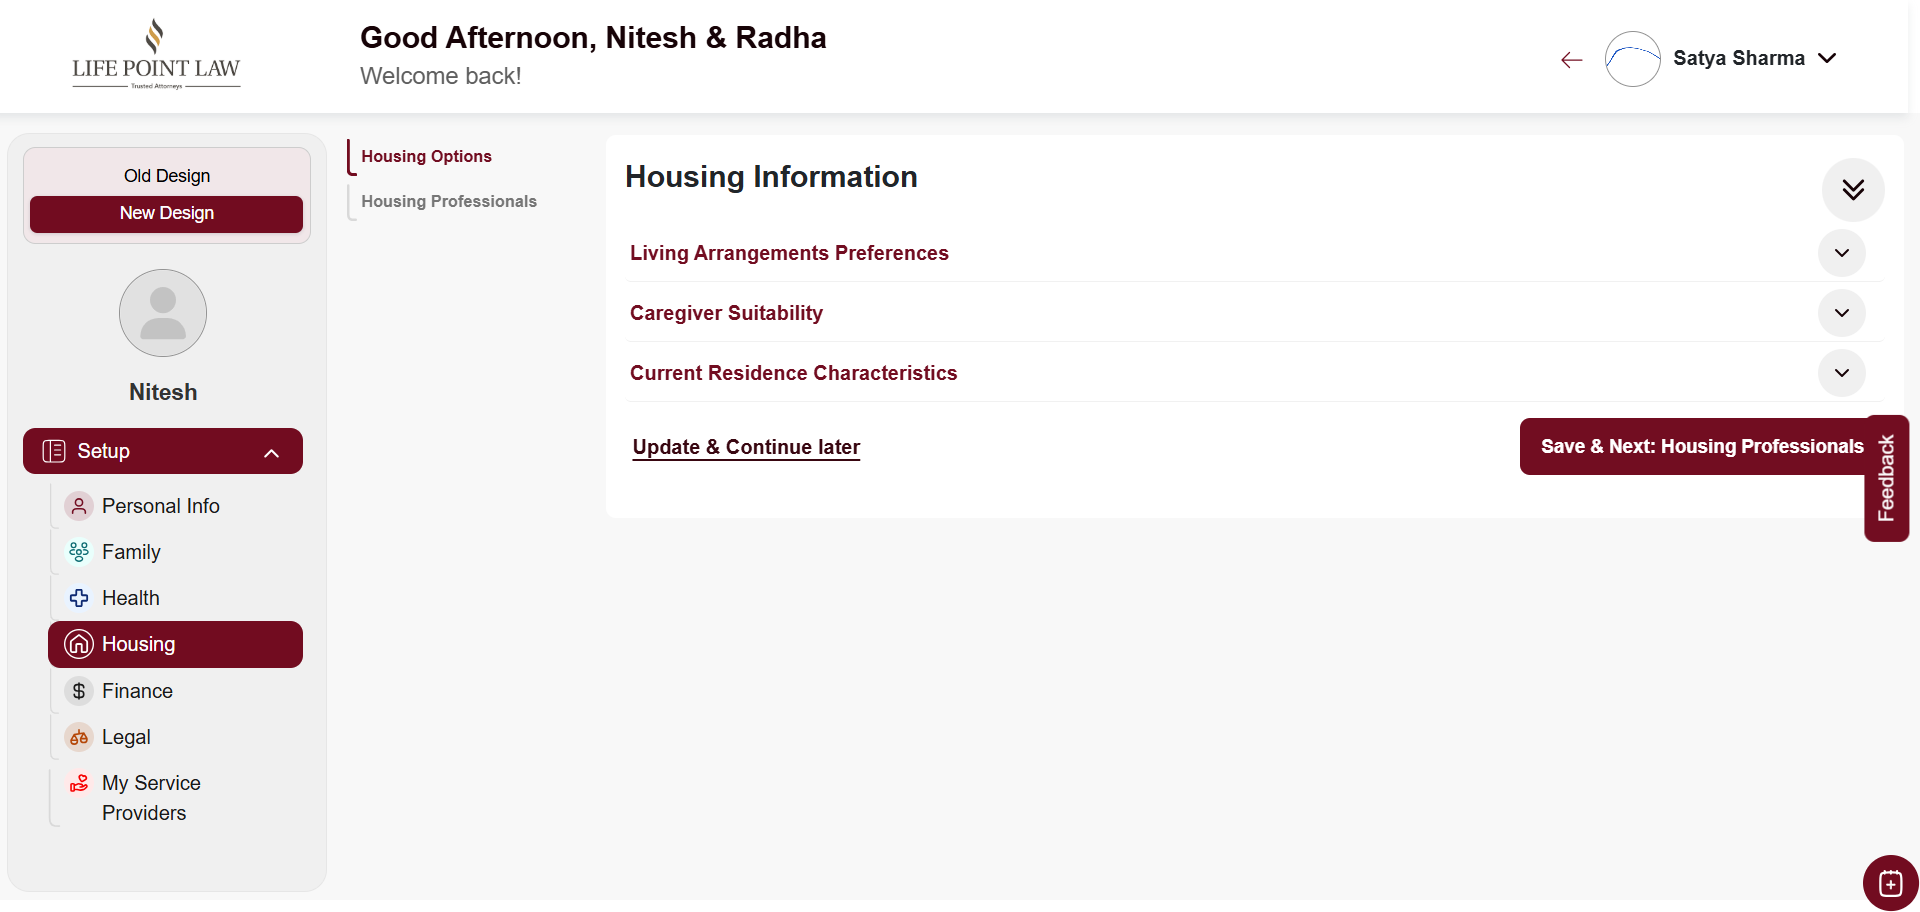 LIFE POINT LAW
Trusted Attorneys
Good Afternoon, Nitesh & Radha
Welcome back!
Satya Sharma
Old Design
New Design
Nitesh
Setup
Personal Info
Family
Health
Housing
Finance
Legal
My Service
Providers
Housing Options
Housing Professionals
Housing Information
Living Arrangements Preferences
Caregiver Suitability
Current Residence Characteristics
Update & Continue later
Save & Next: Housing Professionals
Feedback